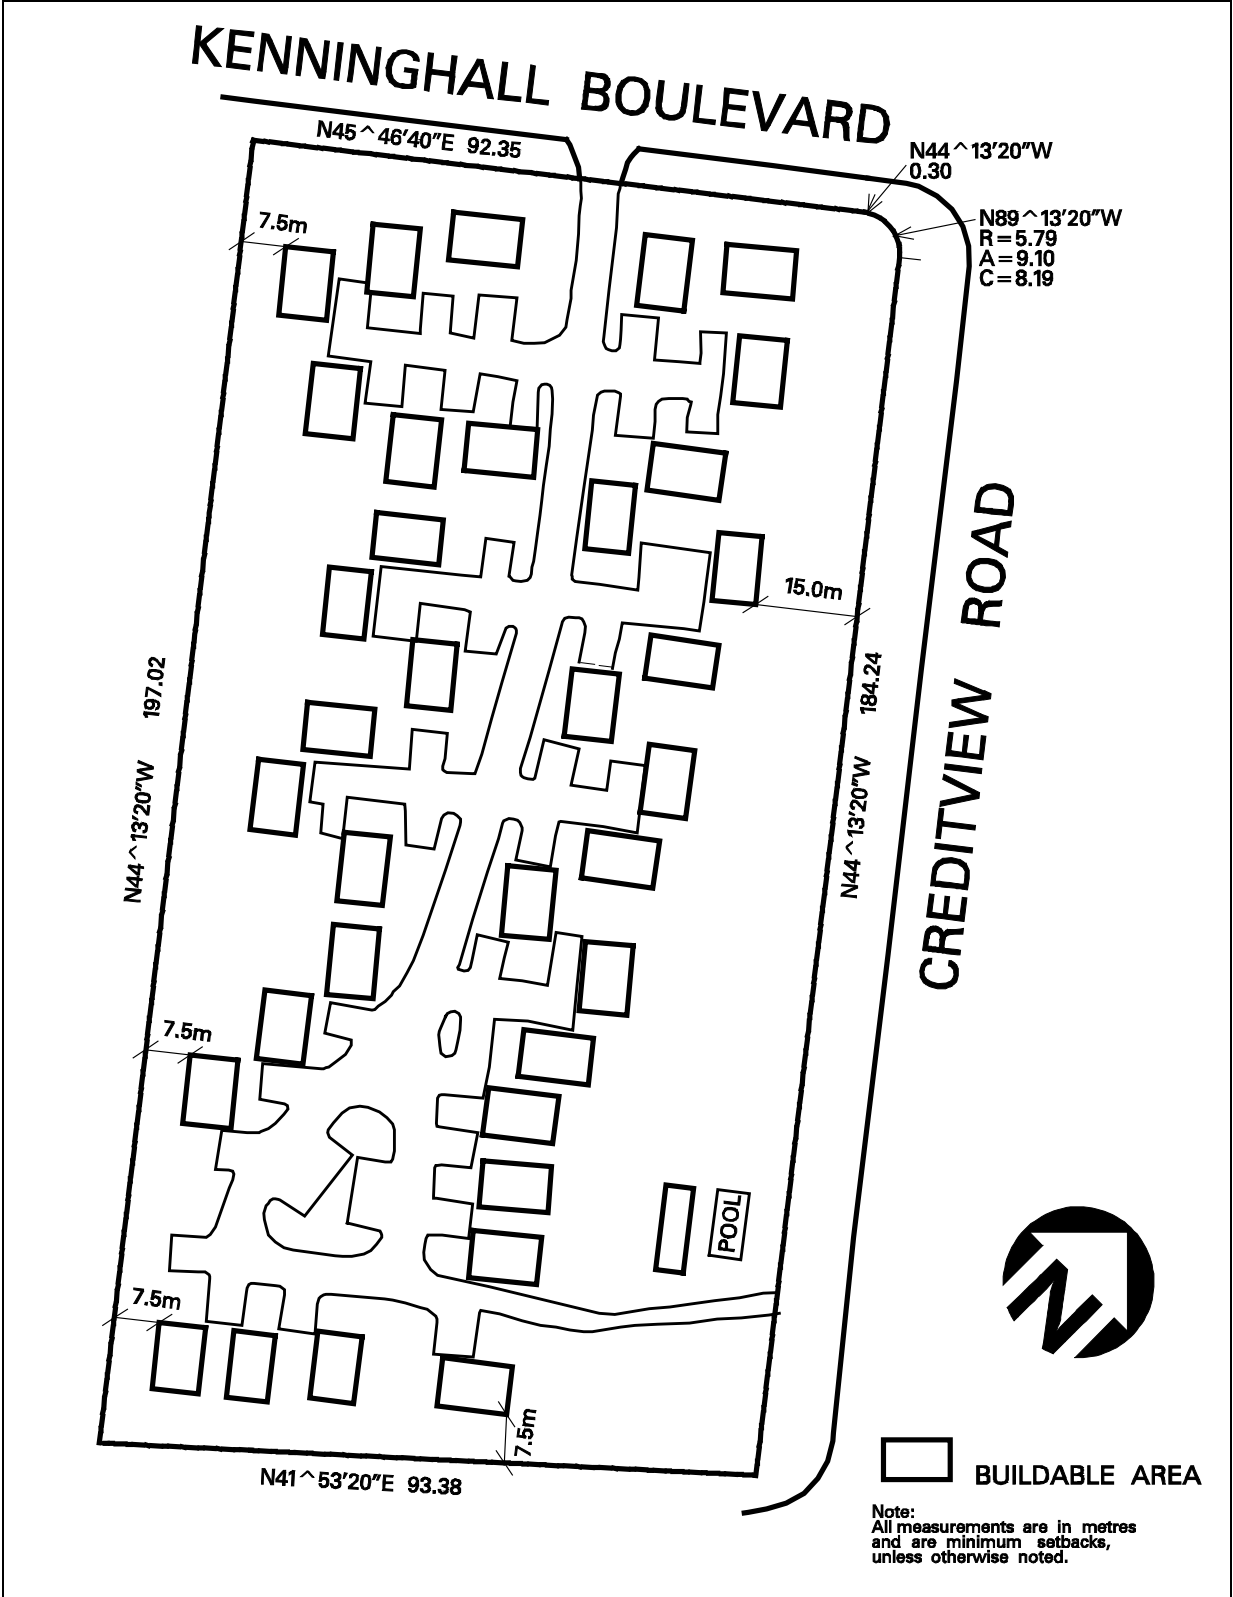 KENNINGHALL BOULEVARD
N45^46'40"E 92.35
N44^13'20"W
0.30
N89^13'20"W
R=5.79
A=9.10
C=8.19
7.5m
15.0m
CREDITVIEW ROAD
N44^13'20"W 197.02
N44^13'20"W 184.24
7.5m
POOL
7.5m
7.5m
N41^53'20"E 93.38
N
BUILDABLE AREA
Note:
All measurements are in metres
and are minimum setbacks,
unless otherwise noted.